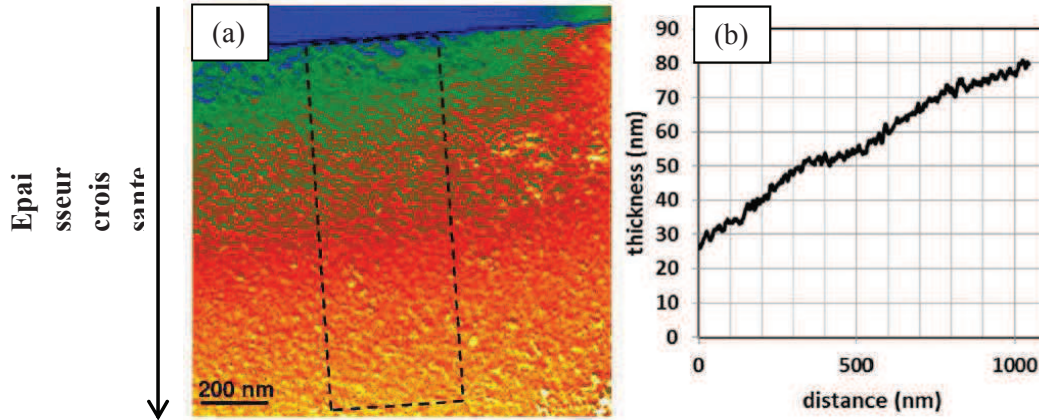 Epai
sseur
crois
sante
(a)
200 nm
(b)
90
80
70
60
50
40
30
20
10
0
thickness (nm)
0
500
1000
distance (nm)